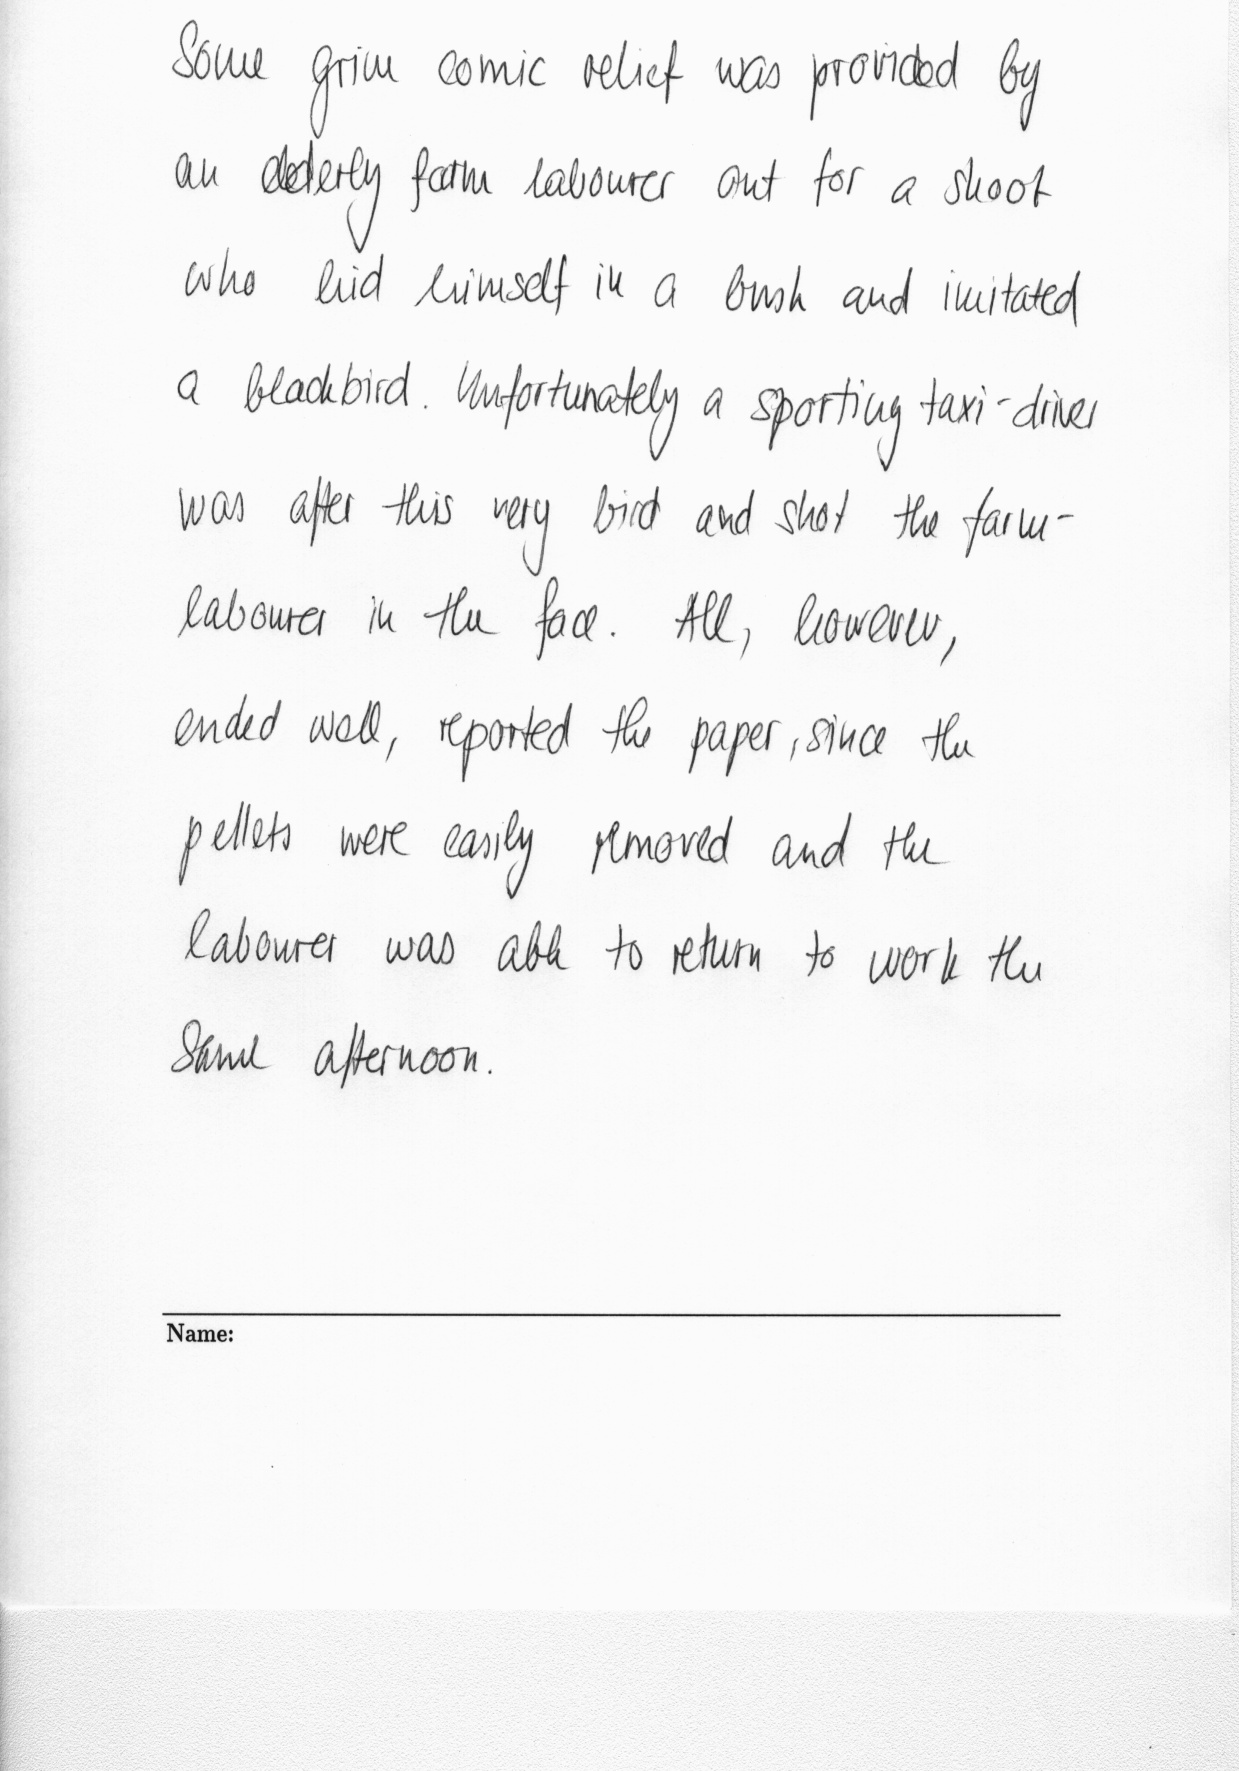 Some grim comic relief was provided by
an elderly farm labourer out for a shoot
who hid himself in a bush and imitated
a blackbird. Unfortunately a sporting taxi-driver
was after this very bird and shot the farm-
labourer in the face. All, however,
ended well, reported the paper, since the
pellets were easily removed and the
labourer was able to return to work the
same afternoon.
Name: